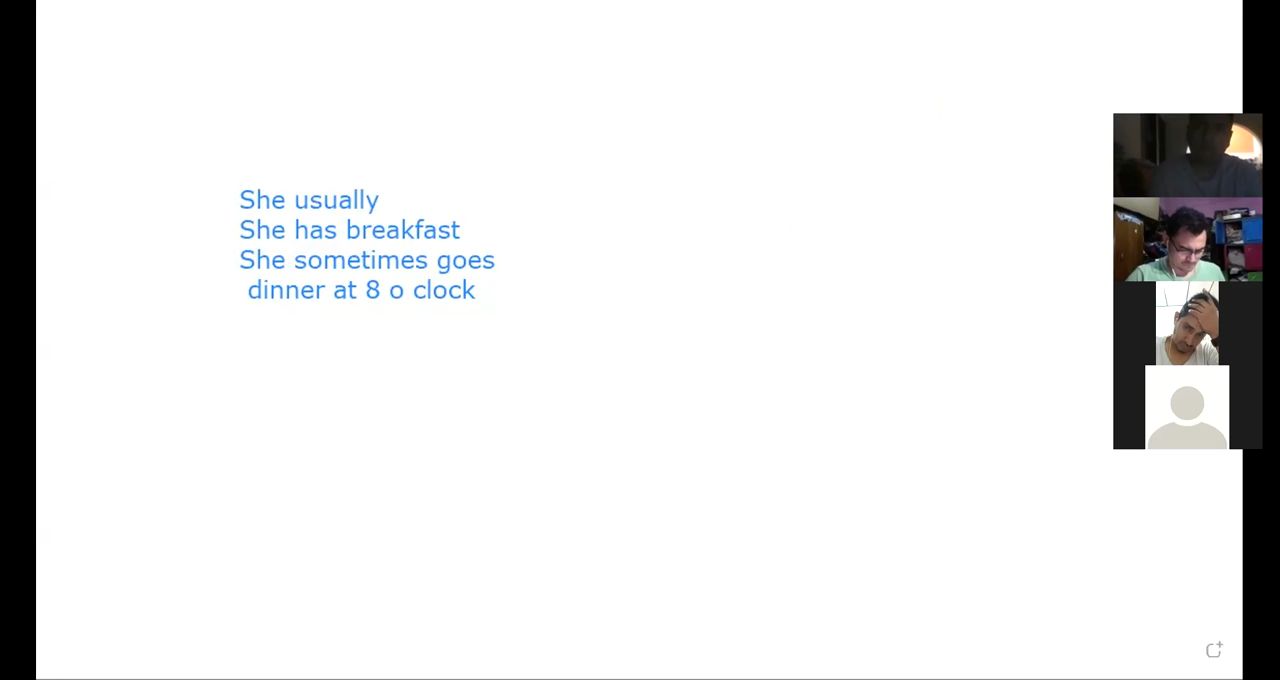 She usually
She has breakfast
She sometimes goes
dinner at 8 o clock